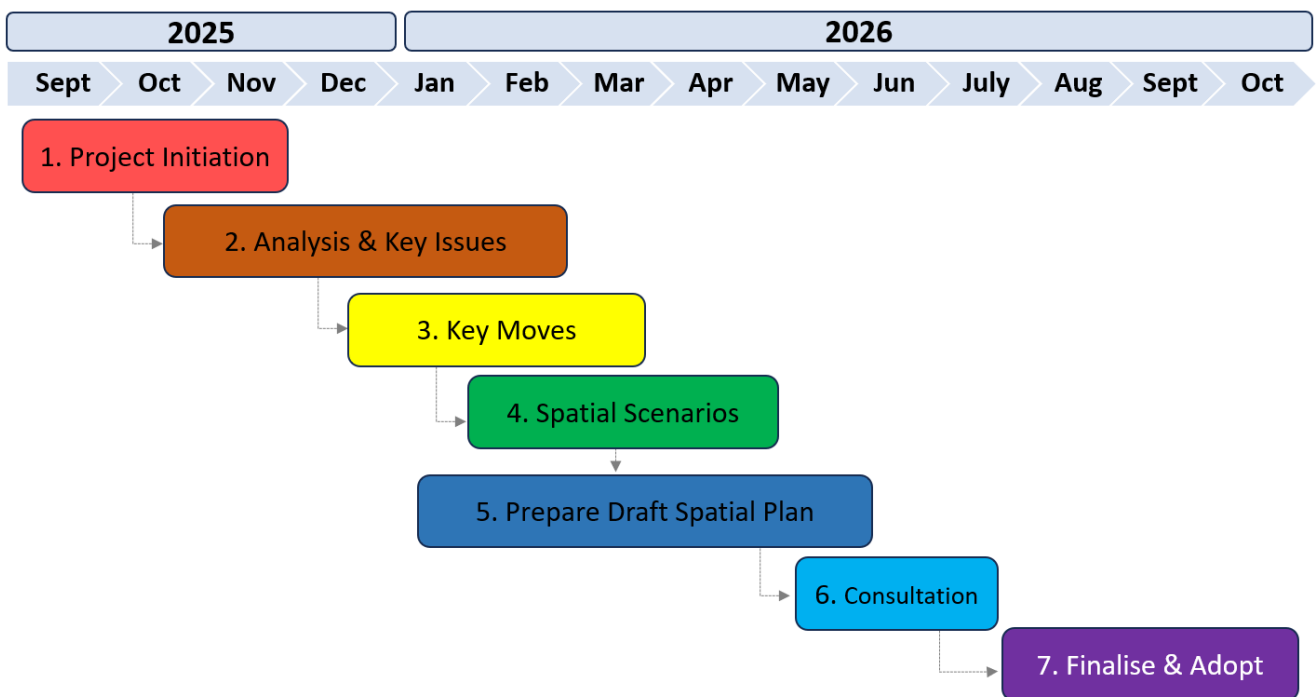 2025
2026
Sept Oct Nov Dec Jan Feb Mar Apr May Jun July Aug Sept Oct
1. Project Initiation
2. Analysis & Key Issues
3. Key Moves
4. Spatial Scenarios
5. Prepare Draft Spatial Plan
6. Consultation
7. Finalise & Adopt